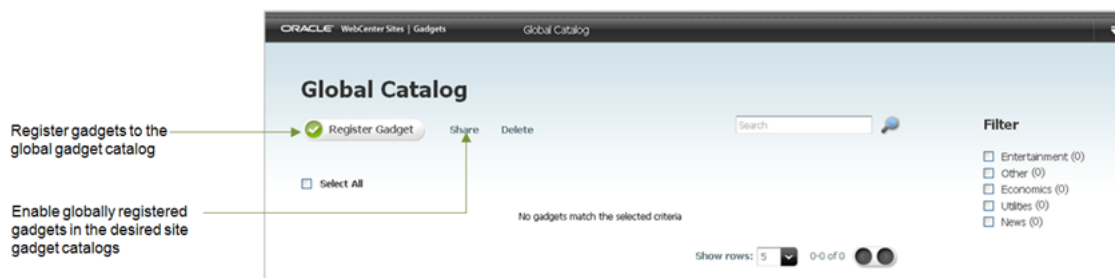 ORACLE WebCenter Sites | Gadgets
Global Catalog
Global Catalog
Register gadgets to the
global gadget catalog
Register Gadget
Share
Delete
Search
Filter
Entertainment (0)
Other (0)
Economics (0)
Utilities (0)
News (0)
Select All
Enable globally registered
gadgets in the desired site
gadget catalogs
No gadgets match the selected criteria
Show rows: 5
0-0 of 0